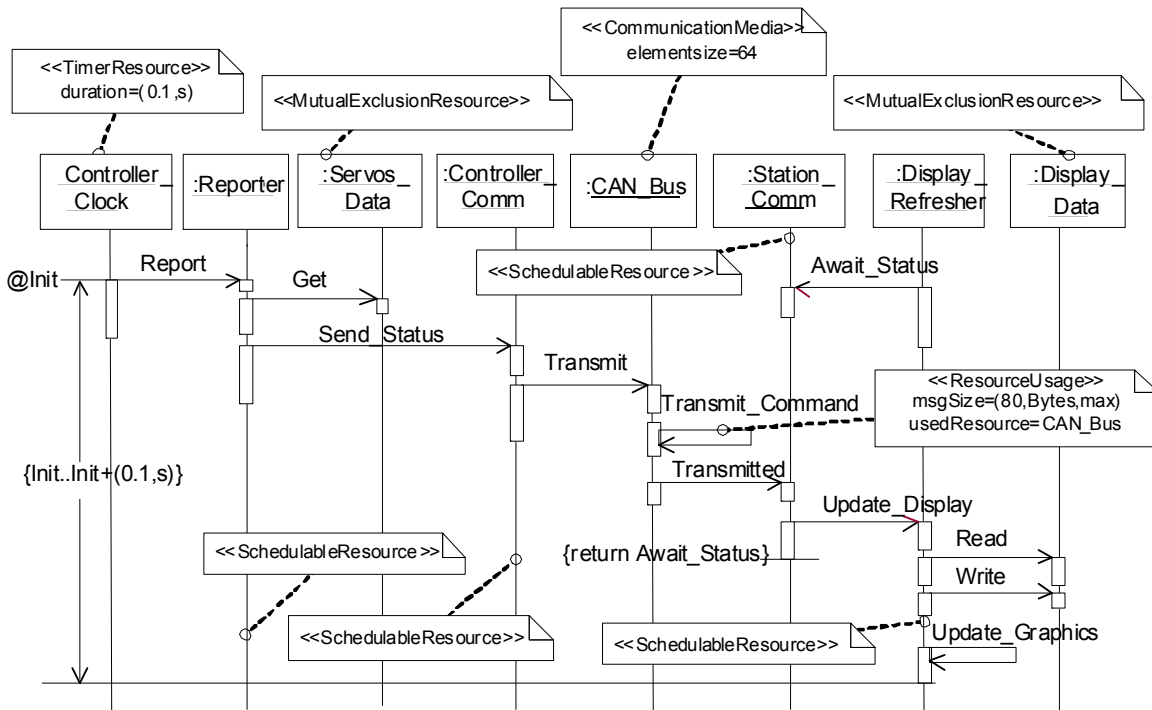 <<CommunicationMedia>>
elementsize=64
<<TimerResource>>
duration=(0.1,s)
<<MutualExclusionResource>>
<<MutualExclusionResource>>
Controller_
Clock
:Reporter
:Servos_
Data
:Controller_
Comm
:CAN_Bus
:Station_
Comm
:Display_
Refresher
:Display_
Data
@Init
Report
Get
<<SchedulableResource >>
Await_Status
Send_Status
Transmit
<<ResourceUsage>>
msgSize=(80,Bytes,max)
usedResource=CAN_Bus
Transmit_Command
{Init..Init+(0.1,s)}
Transmitted
Update_Display
<<SchedulableResource >>
{return Await_Status}
Read
Write
<<SchedulableResource>>
<<SchedulableResource>>
Update_Graphics